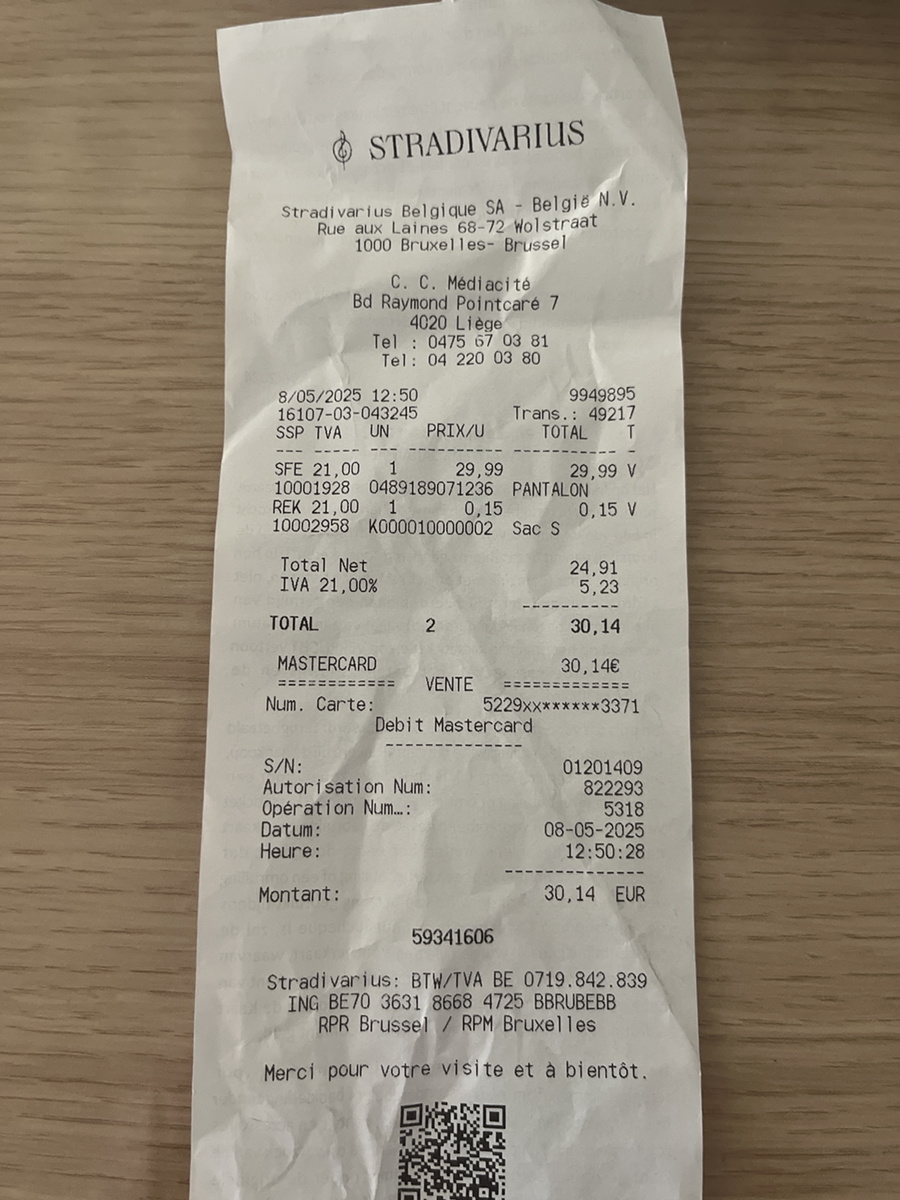 STRADIVARIUS
Stradivarius Belgique SA - België N.V.
Rue aux Laines 68-72 Wolstraat
1000 Bruxelles- Brussel
C. C. Médiacité
Bd Raymond Pointcaré 7
4020 Liège
Tel : 0475 67 03 81
Tel: 04 220 03 80
8/05/2025 12:50 9949895
16107-03-043245 Trans.: 49217
SSP TVA UN PRIX/U TOTAL T
--- ----- --- ---------- ----------- -
SFE 21,00 1 29,99 29,99 V
10001928 0489189071236 PANTALON
REK 21,00 1 0,15 0,15 V
10002958 K000010000002 Sac S
Total Net 24,91
IVA 21,00% 5,23
----------
TOTAL 2 30,14
MASTERCARD 30,14€
============ VENTE =============
Num. Carte: 5229xx******3371
Debit Mastercard
-------------
S/N: 01201409
Autorisation Num: 822293
Opération Num…: 5318
Datum: 08-05-2025
Heure: 12:50:28
--------------
Montant: 30,14 EUR
59341606
Stradivarius: BTW/TVA BE 0719.842.839
ING BE70 3631 8668 4725 BBRUBEBB
RPR Brussel / RPM Bruxelles
Merci pour votre visite et à bientôt.